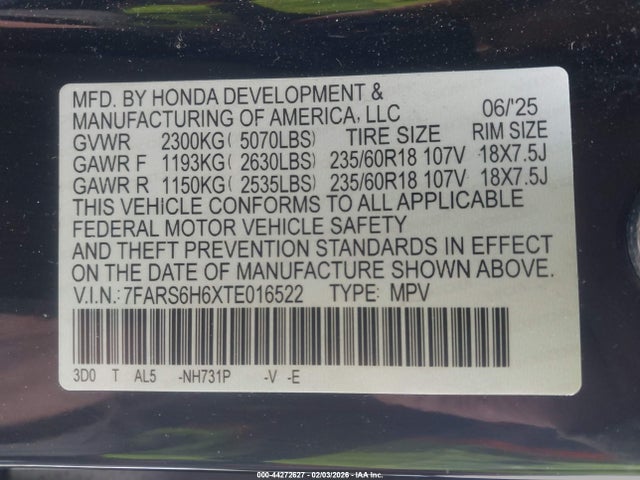 MFD. BY HONDA DEVELOPMENT &
MANUFACTURING OF AMERICA, LLC 06/'25
GVWR 2300KG( 5070LBS) TIRE SIZE RIM SIZE
GAWR F 1193KG( 2630LBS) 235/60R18 107V 18X7.5J
GAWR R 1150KG( 2535LBS) 235/60R18 107V 18X7.5J
THIS VEHICLE CONFORMS TO ALL APPLICABLE
FEDERAL MOTOR VEHICLE SAFETY
AND THEFT PREVENTION STANDARDS IN EFFECT
ON THE DATE OF MANUFACTURE SHOWN ABOVE.
V.I.N.: 7FARS6H6XTE016522 TYPE: MPV
3D0 T AL5 -NH731P -V -E
000-44272627 - 02/03/2026 - IAA Inc.